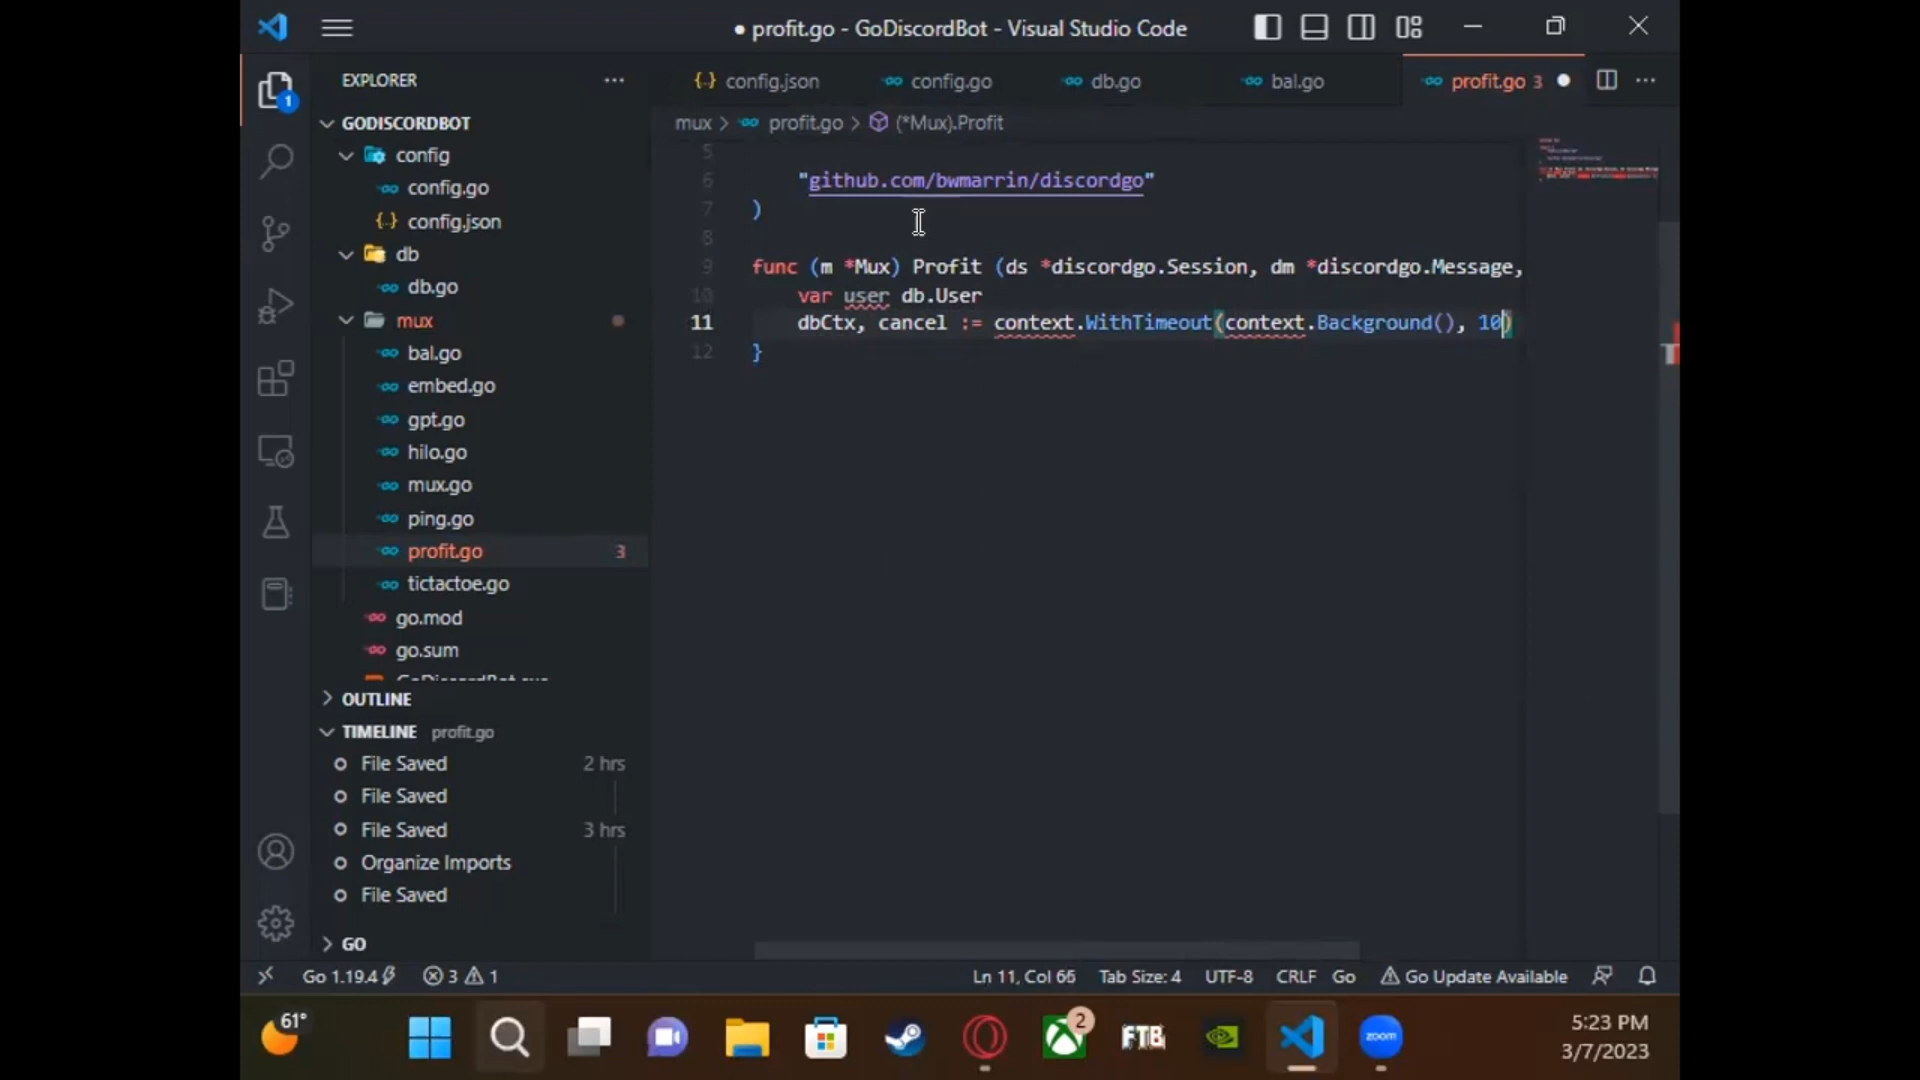 ● profit.go - GoDiscordBot - Visual Studio Code
EXPLORER
config.json
config.go
db.go
bal.go
profit.go 3
1
GODISCORDBOT
config
config.go
config.json
db
db.go
mux
bal.go
embed.go
gpt.go
hilo.go
mux.go
ping.go
profit.go 3
tictactoe.go
go.mod
go.sum
OUTLINE
TIMELINE profit.go
File Saved 2 hrs
File Saved
File Saved 3 hrs
Organize Imports
File Saved
GO
mux > profit.go > (*Mux).Profit
5
6 "github.com/bwmarrin/discordgo"
7 )
8
9 func (m *Mux) Profit (ds *discordgo.Session, dm *discordgo.Message,
10 var user db.User
11 dbCtx, cancel := context.WithTimeout(context.Background(), 10)
12 }
Go 1.19.4 3 1 Ln 11, Col 65 Tab Size: 4 UTF-8 CRLF Go Go Update Available
61° 2 FTB zoom
5:23 PM
3/7/2023